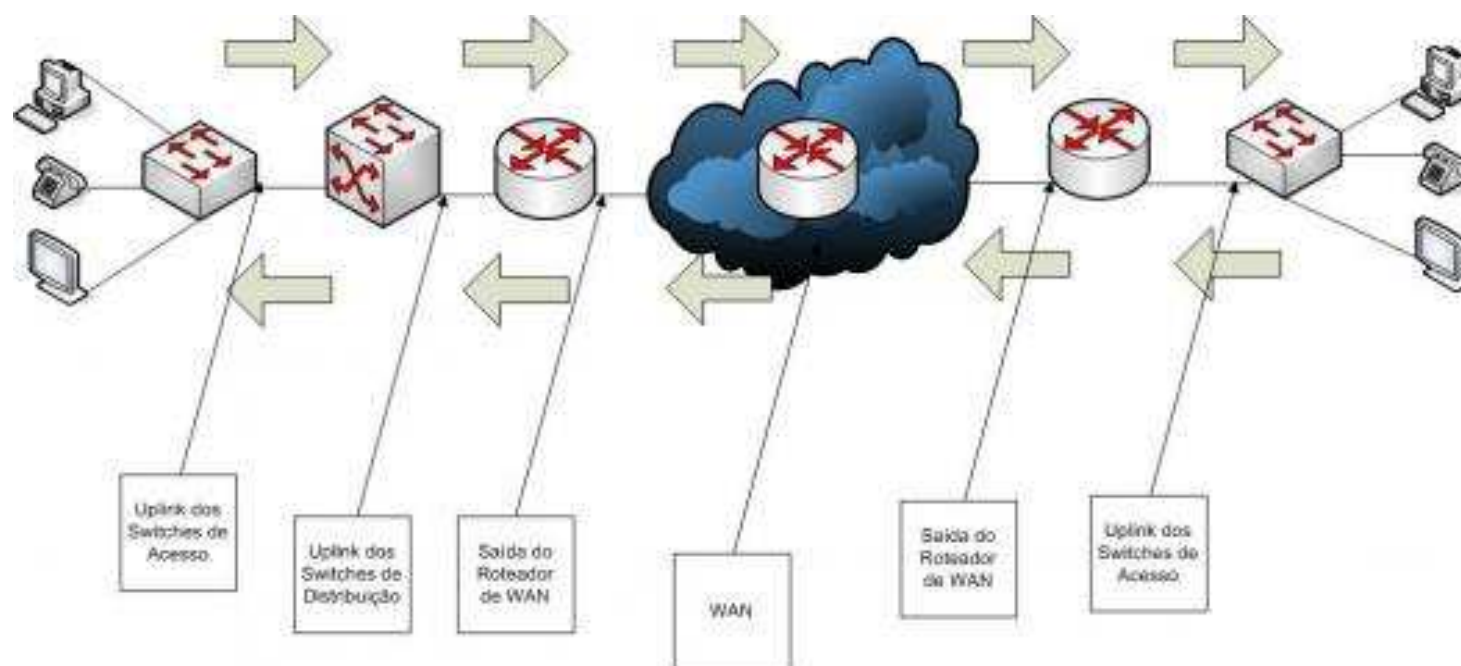 Uplink dos
Switches de
Acesso.
Uplink dos
Switches de
Distribuição
Saída do
Roteador
de WAN
WAN
Saída do
Roteador
de WAN
Uplink dos
Switches de
Acesso